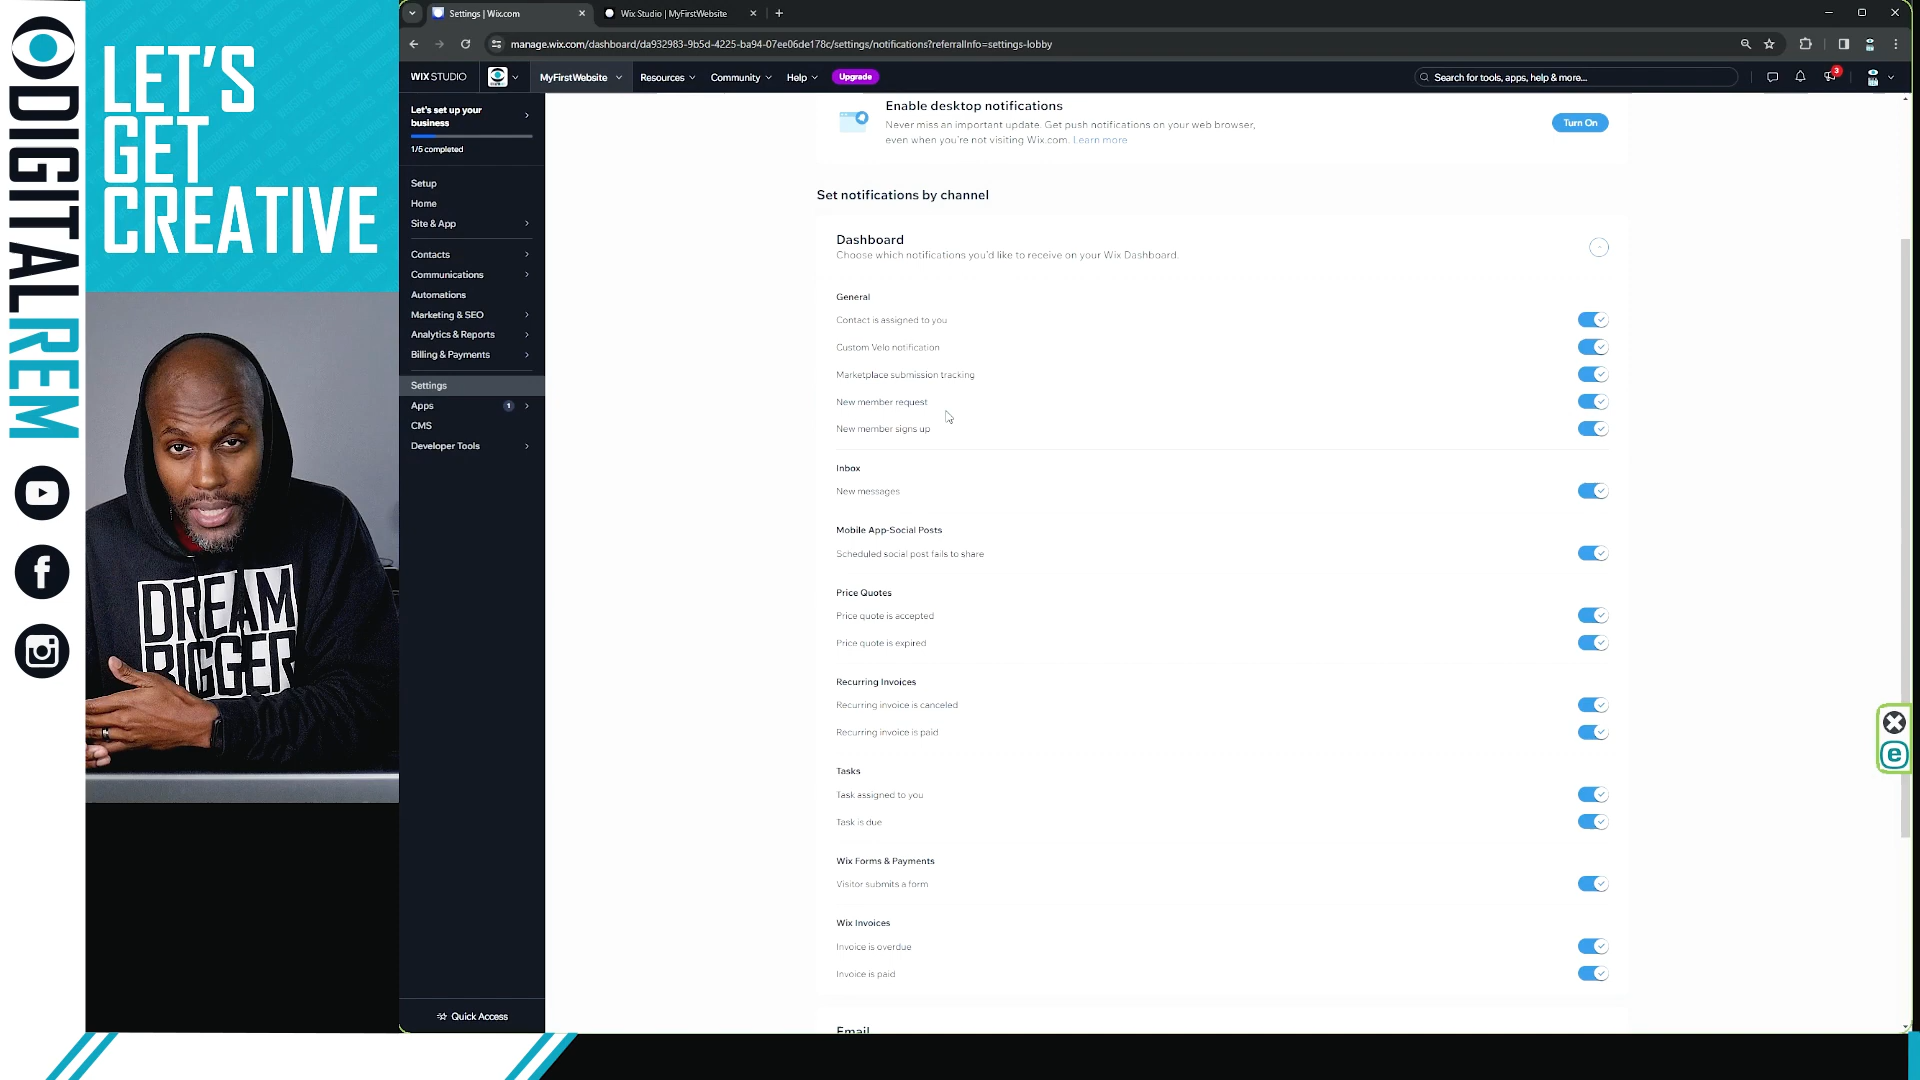 DIGITALREM
LET'S
GET
CREATIVE
DREAM
BIGGER
Settings | Wix.com
Wix Studio | MyFirstWebsite
manage.wix.com/dashboard/da932983-9b5d-4225-ba94-07ee06de178c/settings/notifications?referralInfo=settings-lobby
WIX STUDIO
MyFirstWebsite
Resources
Community
Help
Upgrade
Search for tools, apps, help & more...
3
Let's set up your
business
1/5 completed
Setup
Home
Site & App
Contacts
Communications
Automations
Marketing & SEO
Analytics & Reports
Billing & Payments
Settings
Apps 1
CMS
Developer Tools
Quick Access
Enable desktop notifications
Never miss an important update. Get push notifications on your web browser,
even when you're not visiting Wix.com. Learn more
Turn On
Set notifications by channel
Dashboard
Choose which notifications you'd like to receive on your Wix Dashboard.
General
Contact is assigned to you
Custom Velo notification
Marketplace submission tracking
New member request
New member signs up
Inbox
New messages
Mobile App-Social Posts
Scheduled social post fails to share
Price Quotes
Price quote is accepted
Price quote is expired
Recurring Invoices
Recurring invoice is canceled
Recurring invoice is paid
Tasks
Task assigned to you
Task is due
Wix Forms & Payments
Visitor submits a form
Wix Invoices
Invoice is overdue
Invoice is paid
Email
e